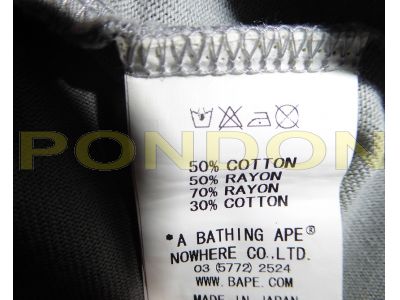 PONDON
50% COTTON
50% RAYON
70% RAYON
30% COTTON
*A BATHING APE®
NOWHERE CO.,LTD.
03 (5772) 2524
WWW.BAPE.COM
MADE IN JAPAN